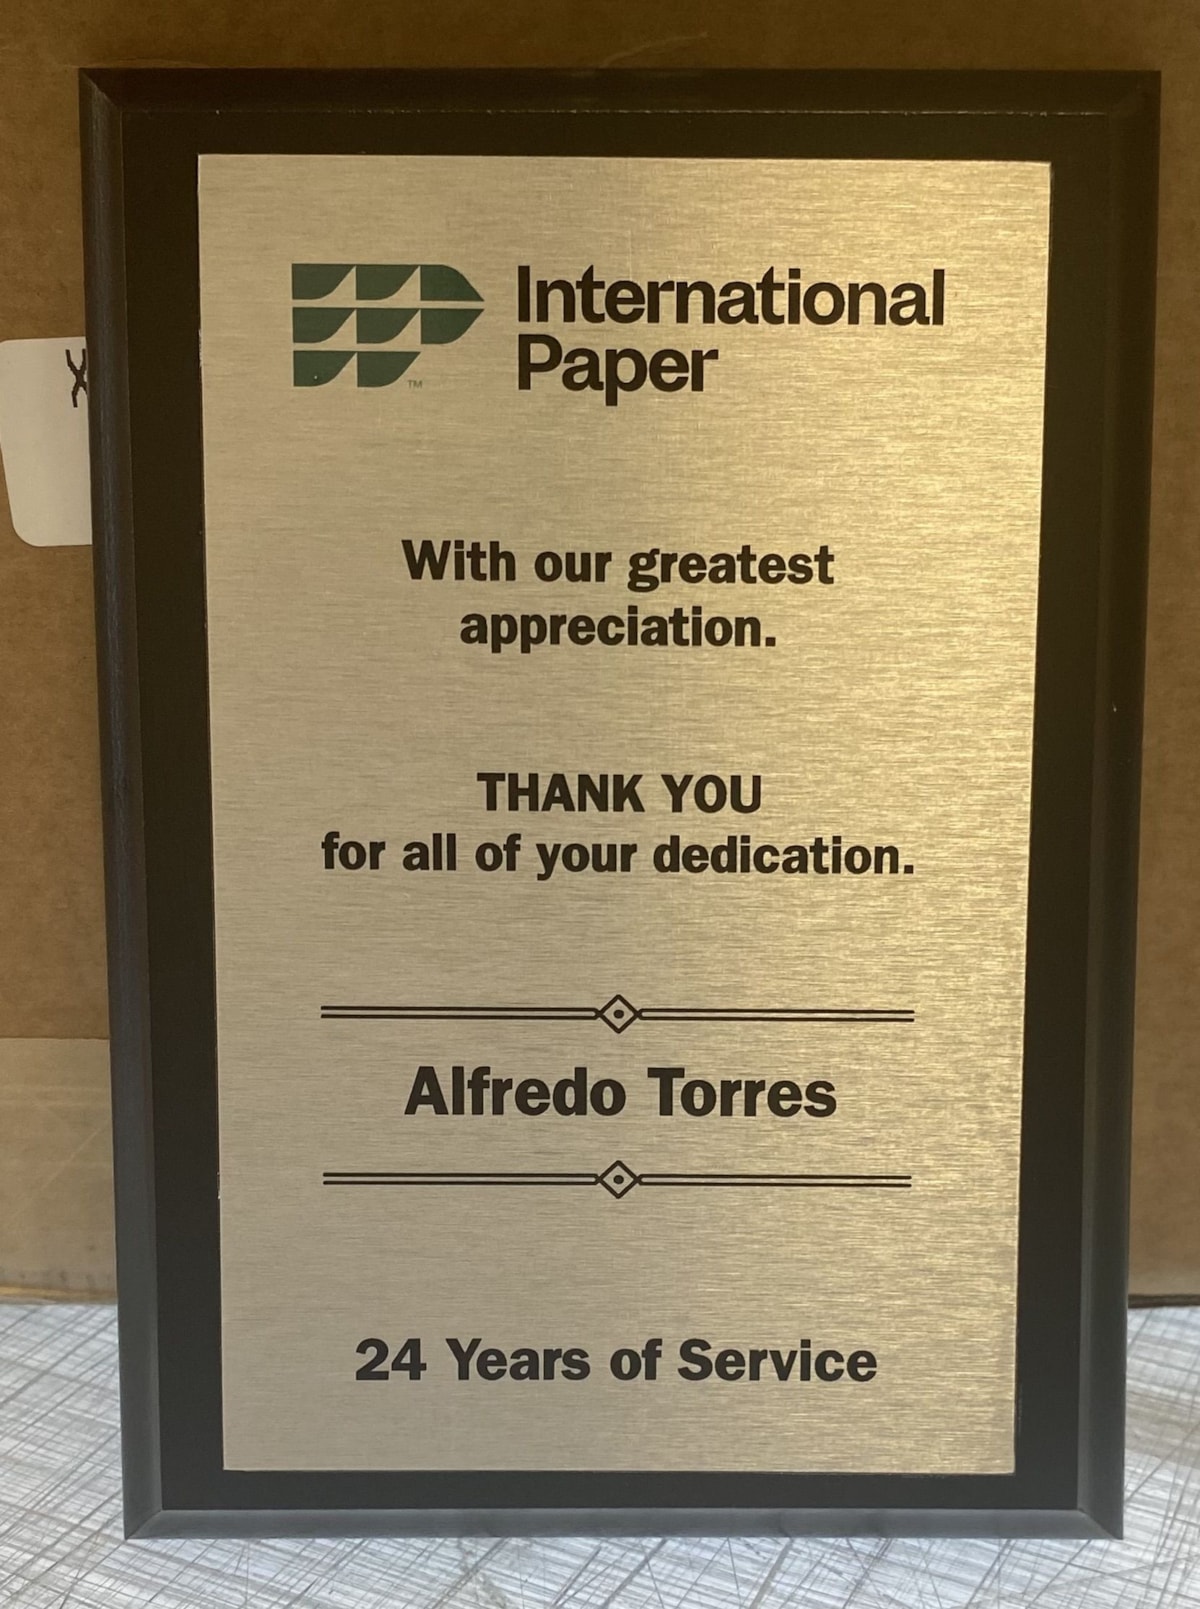 International
Paper
TM
With our greatest
appreciation.
THANK YOU
for all of your dedication.
Alfredo Torres
24 Years of Service